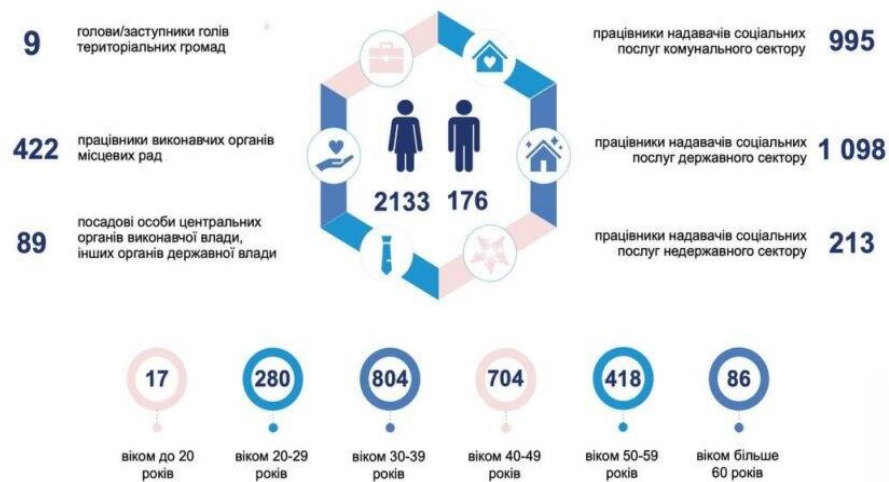 9
голови/заступники голів
територіальних громад
422
працівники виконавчих органів
місцевих рад
89
посадові особи центральних
органів виконавчої влади,
інших органів державної влади
2133 176
працівники надавачів соціальних
послуг комунального сектору
995
працівники надавачів соціальних
послуг державного сектору
1 098
працівники надавачів соціальних
послуг недержавного сектору
213
17
віком до 20
років
280
віком 20-29
років
804
віком 30-39
років
704
віком 40-49
років
418
віком 50-59
років
86
віком більше
60 років